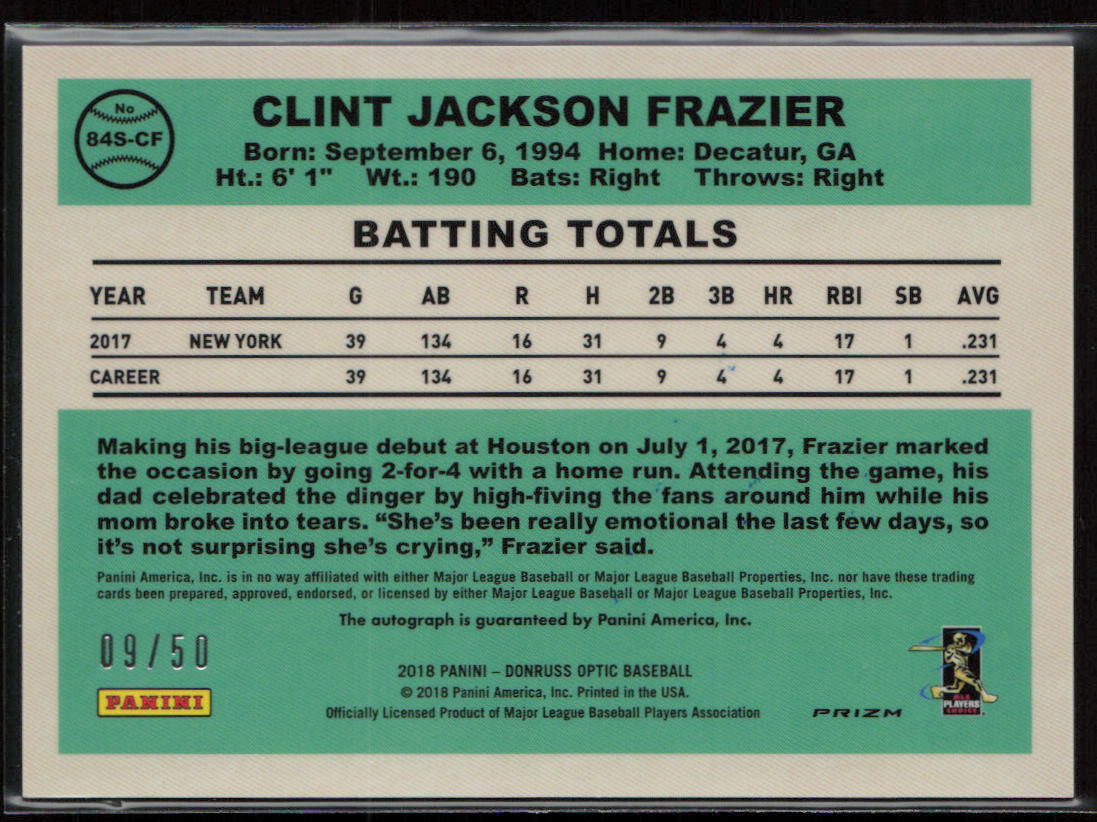 No
84S-CF
CLINT JACKSON FRAZIER
Born: September 6, 1994 Home: Decatur, GA
Ht.: 6' 1" Wt.: 190 Bats: Right Throws: Right
BATTING TOTALS
YEAR TEAM G AB R H 2B 3B HR RBI SB AVG
2017 NEW YORK 39 134 16 31 9 4 4 17 1 .231
CAREER 39 134 16 31 9 4 4 17 1 .231
Making his big-league debut at Houston on July 1, 2017, Frazier marked
the occasion by going 2-for-4 with a home run. Attending the game, his
dad celebrated the dinger by high-fiving the fans around him while his
mom broke into tears. “She’s been really emotional the last few days, so
it’s not surprising she’s crying,” Frazier said.
Panini America, Inc. is in no way affiliated with either Major League Baseball or Major League Baseball Properties, Inc. nor have these trading
cards been prepared, approved, endorsed, or licensed by either Major League Baseball or Major League Baseball Properties, Inc.
The autograph is guaranteed by Panini America, Inc.
09/50
PANINI
2018 PANINI – DONRUSS OPTIC BASEBALL
© 2018 Panini America, Inc. Printed in the USA.
Officially Licensed Product of Major League Baseball Players Association
PRIZM
MLB
PLAYERS
CHOICE